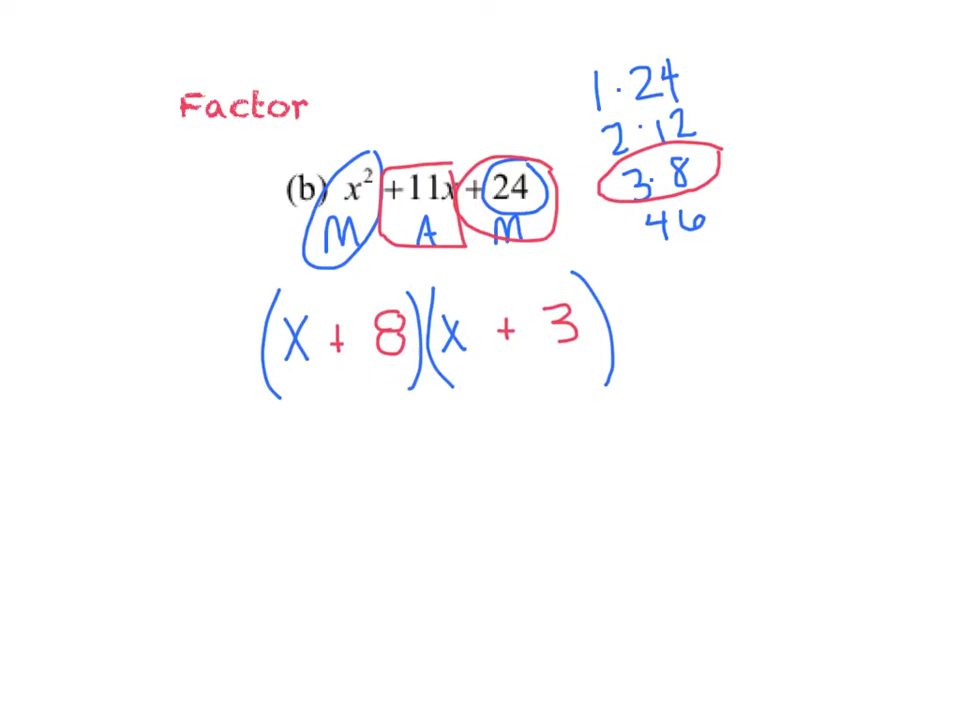 Factor
1 · 24
2 · 12
3 · 8
4 6
(b) x² + 11x + 24
M A M
(x + 8)(x + 3)